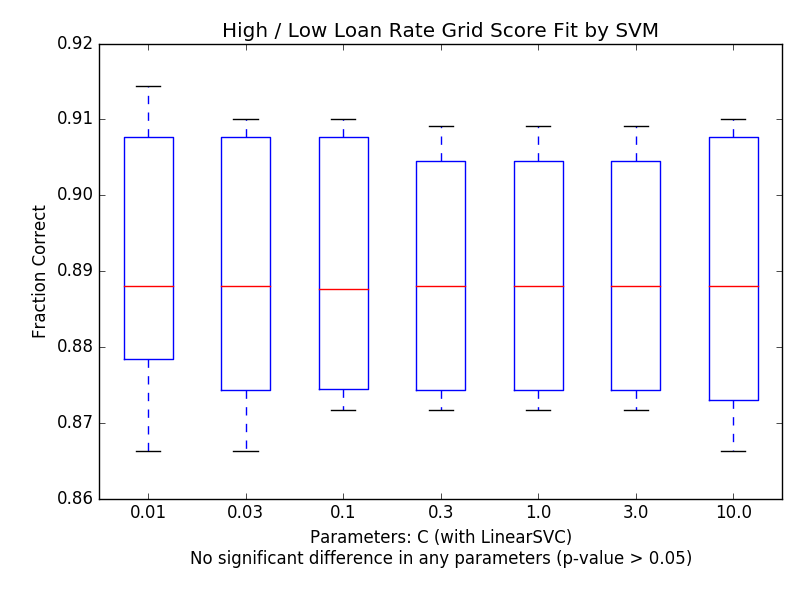 High / Low Loan Rate Grid Score Fit by SVM
0.92
0.91
0.90
0.89
0.88
0.87
0.86
Fraction Correct
0.01 0.03 0.1 0.3 1.0 3.0 10.0
Parameters: C (with LinearSVC)
No significant difference in any parameters (p-value > 0.05)